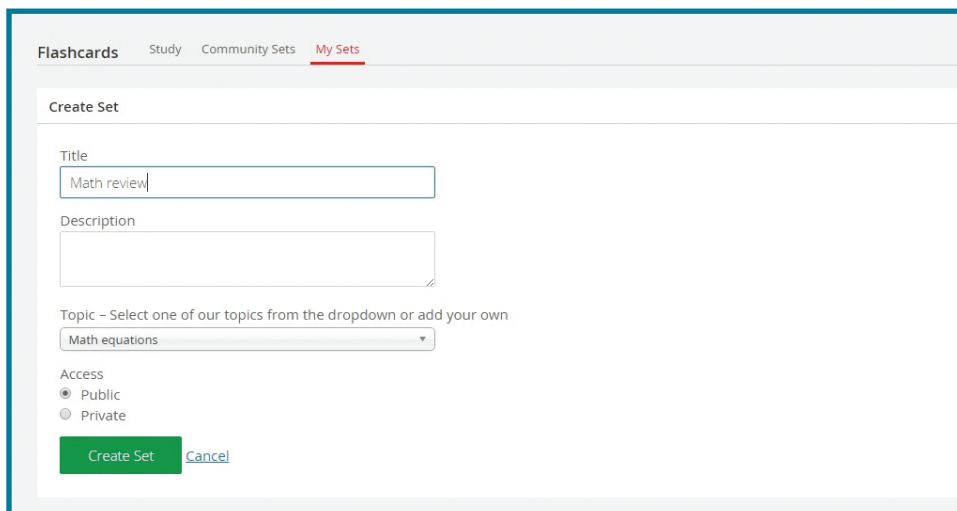 Flashcards Study Community Sets My Sets
Create Set
Title
Math review
Description
Topic – Select one of our topics from the dropdown or add your own
Math equations
Access
Public
Private
Create Set Cancel